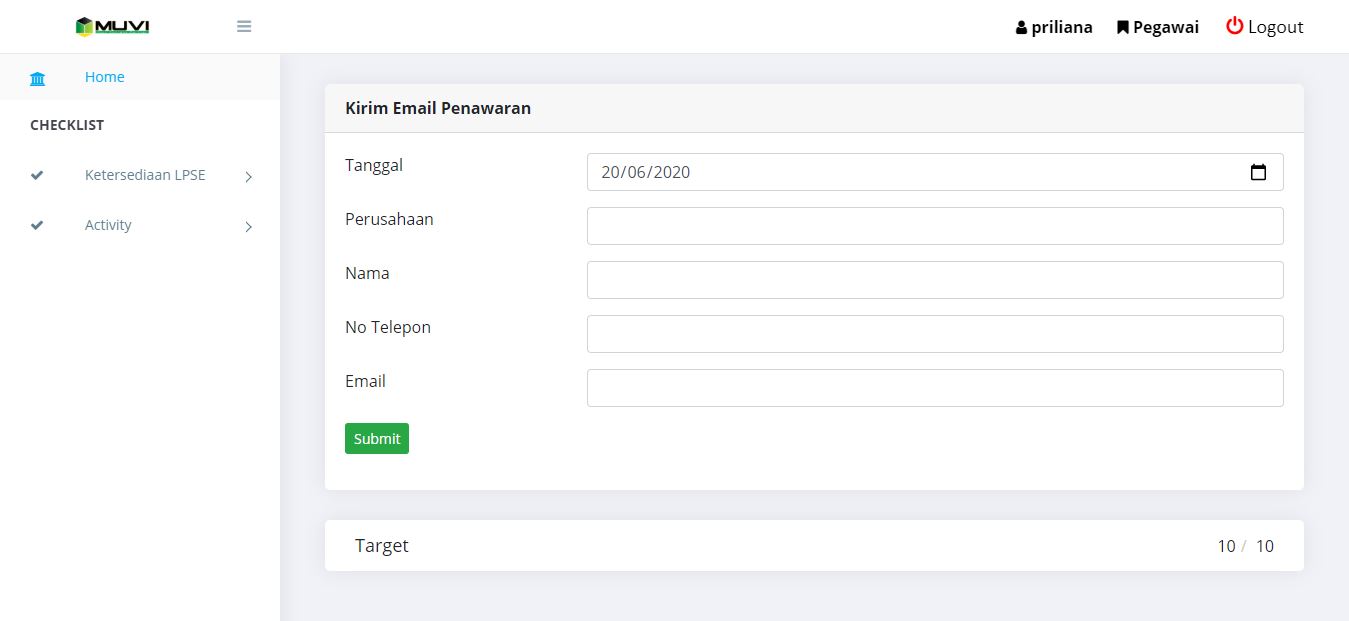 MUVI
priliana
Pegawai
Logout
Home
CHECKLIST
Ketersediaan LPSE
Activity
Kirim Email Penawaran
Tanggal
20/06/2020
Perusahaan
Nama
No Telepon
Email
Submit
Target
10 / 10